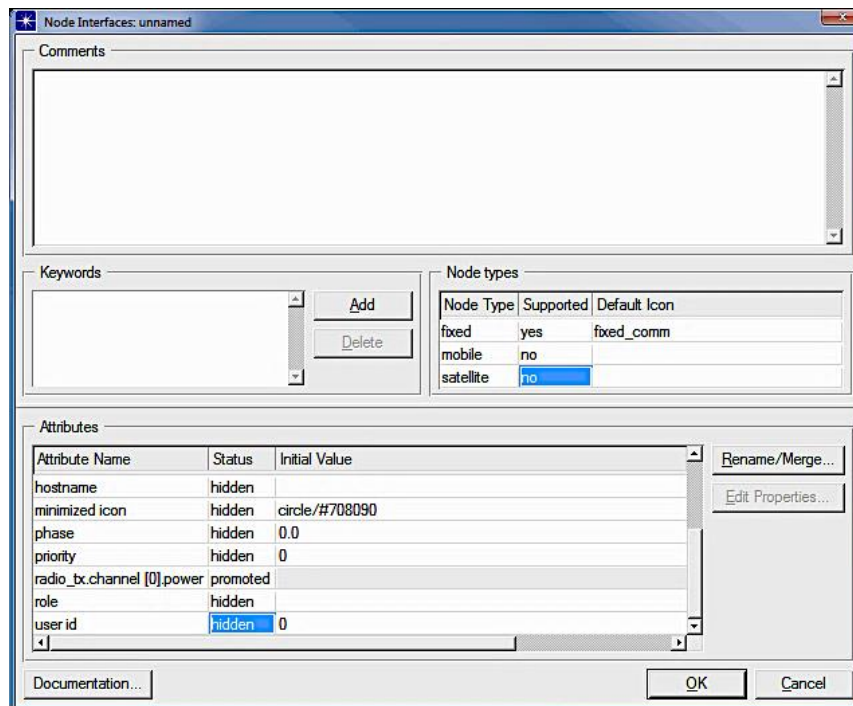 Node Interfaces: unnamed
Comments
Keywords
Add
Delete
Node types
Node Type Supported Default Icon
fixed yes fixed_comm
mobile no
satellite no
Attributes
Attribute Name Status Initial Value
hostname hidden
minimized icon hidden circle/#708090
phase hidden 0.0
priority hidden 0
radio_tx.channel [0].power promoted
role hidden
user id hidden 0
Rename/Merge...
Edit Properties...
Documentation...
OK
Cancel